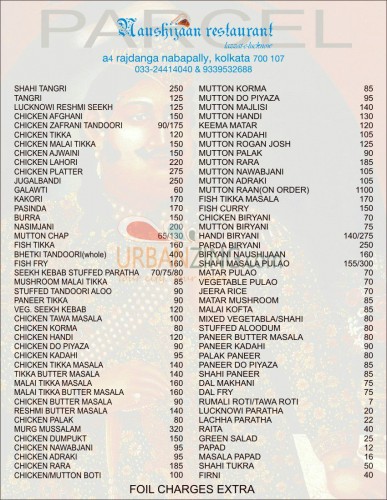 PARCEL
Naushijaan restaurant
lazzat-e-lucknow
a4 rajdanga nabapally, kolkata 700 107
033-24414040 & 9339532688
SHAHI TANGRI 250
TANGRI 125
LUCKNOWI RESHMI SEEKH 125
CHICKEN AFGHANI 125
CHICKEN ZAFRANI TANDOORI 90/175
CHICKEN TIKKA 120
CHICKEN MALAI TIKKA 150
CHICKEN AJWAINI 150
CHICKEN LAHORI 220
CHICKEN PLATTER 275
JUGALBANDI 250
GALAWTI 60
KAKORI 170
PASINDA 170
BURRA 150
NASIMJANI 200
MUTTON CHAP 65/130
FISH TIKKA 160
BHETKI TANDOORI(whole) 400
FISH FRY 160
SEEKH KEBAB STUFFED PARATHA 70/75/80
MUSHROOM MALAI TIKKA 75
STUFFED TANDOORI ALOO 90
PANEER TIKKA 90
VEG. SEEKH KEBAB 120
CHICKEN TAWA MASALA 100
CHICKEN KORMA 80
CHICKEN HANDI 120
CHICKEN DO PIYAZA 90
CHICKEN KADAHI 95
CHICKEN TIKKA MASALA 140
TIKKA BUTTER MASALA 140
MALAI TIKKA MASALA 160
MALAI TIKKA BUTTER MASALA 160
CHICKEN BUTTER MASALA 90
RESHMI BUTTER MASALA 140
CHICKEN PALAK 80
MURG MUSSALAM 320
CHICKEN DUMPUKT 150
CHICKEN NAWABJANI 95
CHICKEN ADRAKI 95
CHICKEN RARA 185
CHICKEN/MUTTON BOTI 100
MUTTON KORMA 85
MUTTON DO PIYAZA 95
MUTTON MAJLISI 140
MUTTON HANDI 130
KEEMA MATAR 120
MUTTON KADAHI 105
MUTTON ROGAN JOSH 125
MUTTON PALAK 90
MUTTON RARA 185
MUTTON NAWABJANI 105
MUTTON ADRAKI 105
MUTTON RAAN(ON ORDER) 1100
FISH TIKKA MASALA 170
FISH CURRY 150
CHICKEN BIRYANI 70
MUTTON BIRYANI 75
HANDI BIRYANI 140/275
PARDA BIRYANI 250
BIRYANI NAUSHIJAAN 160
SHAHI MASALA PULAO 155/300
MATAR PULAO 70
VEGETABLE PULAO 70
JEERA RICE 70
MATAR MUSHROOM 85
MALAI KOFTA 85
MIXED VEGETABLA/SHAHI 80
STUFFED ALOODUM 80
PANEER BUTTER MASALA 80
PANEER KADAHI 90
PALAK PANEER 80
PANEER DO PIYAZA 85
SHAHI PANEER 85
DAL MAKHANI 75
DAL FRY 75
RUMALI ROTI/TAWA ROTI 7
LUCKNOWI PARATHA 20
LACHHA PARATHA 22
RAITA 40
GREEN SALAD 25
PAPAD 12
MASALA PAPAD 16
SHAHI TUKRA 50
FIRNI 40
FOIL CHARGES EXTRA